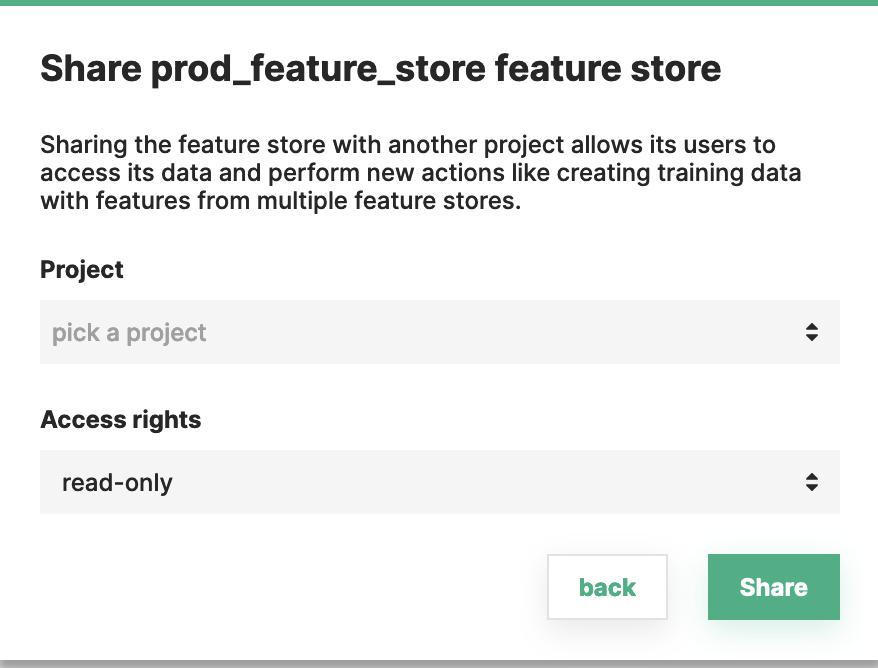 Share prod_feature_store feature store
Sharing the feature store with another project allows its users to
access its data and perform new actions like creating training data
with features from multiple feature stores.
Project
pick a project
Access rights
read-only
back
Share